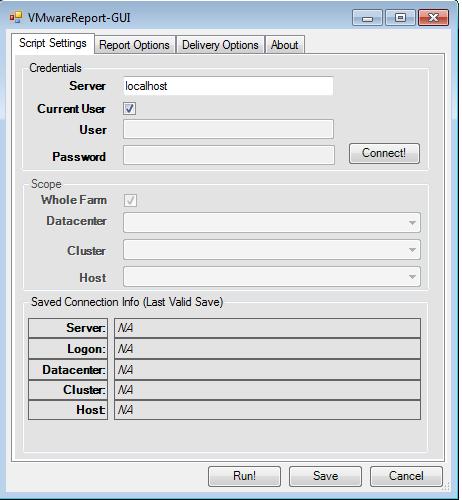 VMwareReport-GUI
Script Settings Report Options Delivery Options About
Credentials
Server localhost
Current User
User
Password Connect!
Scope
Whole Farm
Datacenter
Cluster
Host
Saved Connection Info (Last Valid Save)
Server: NA
Logon: NA
Datacenter: NA
Cluster: NA
Host: NA
Run! Save Cancel